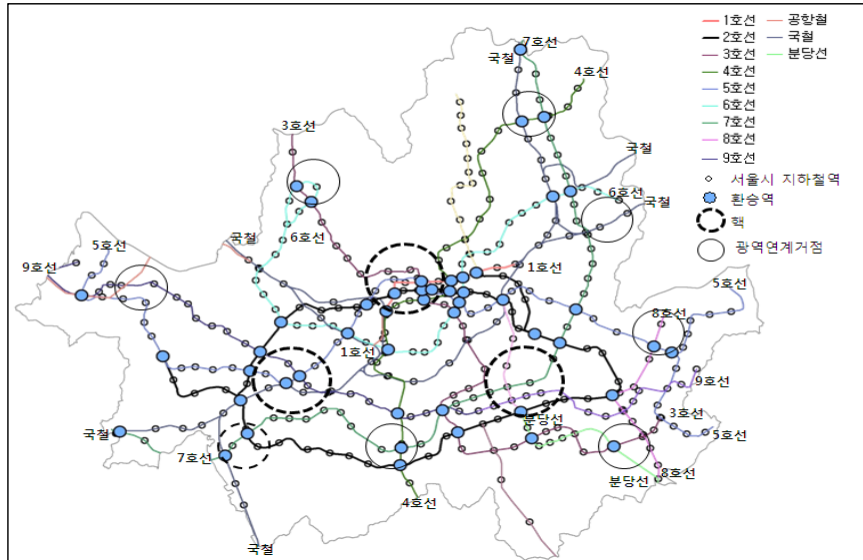 1호선
2호선
3호선
4호선
5호선
6호선
7호선
8호선
9호선
공항철
국철
분당선
서울시 지하철역
환승역
핵
광역연계거점
7호선
국철
4호선
3호선
국철
6호선
국철
국철
6호선
5호선
9호선
1호선
5호선
8호선
1호선
9호선
분당선
3호선
5호선
국철
7호선
분당선
8호선
4호선
국철